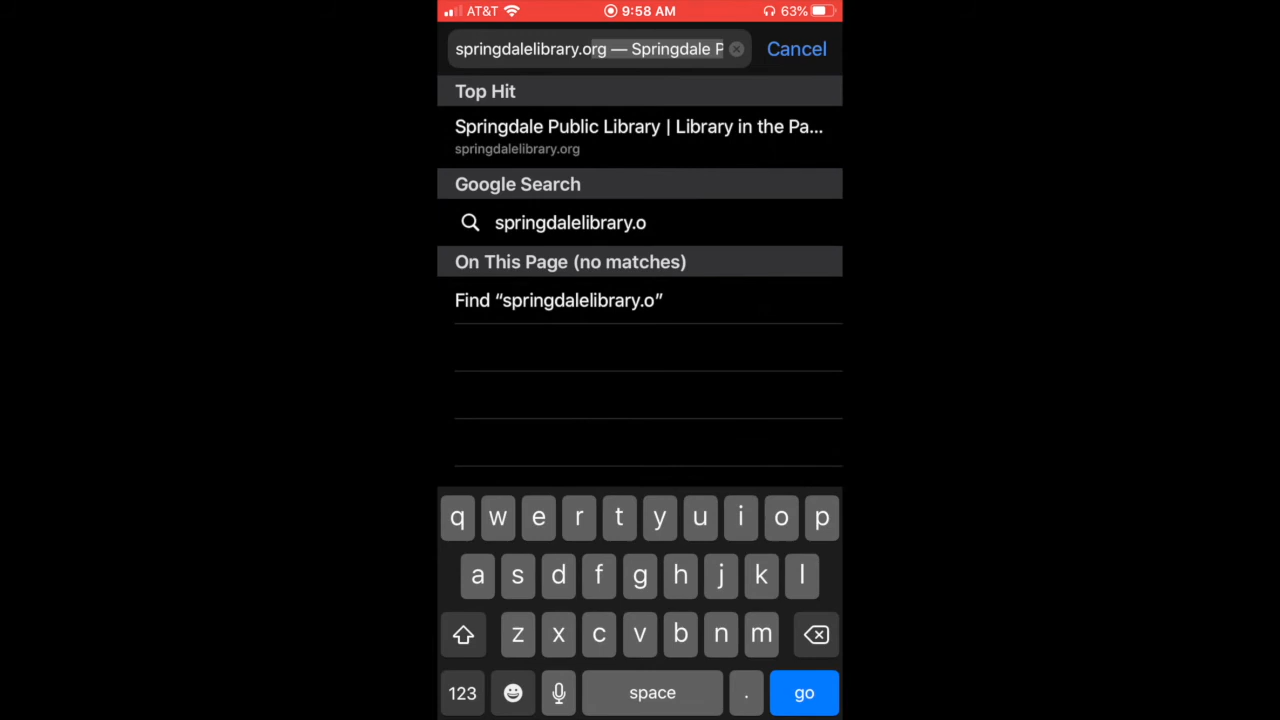 AT&T 9:58 AM 63%
springdalelibrary.org — Springdale P Cancel
Top Hit
Springdale Public Library | Library in the Pa...
springdalelibrary.org
Google Search
springdalelibrary.o
On This Page (no matches)
Find “springdalelibrary.o”
q w e r t y u i o p
a s d f g h j k l
z x c v b n m
123 space . go